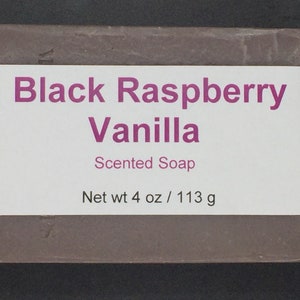 Black Raspberry
Vanilla
Scented Soap
Net wt 4 oz / 113 g